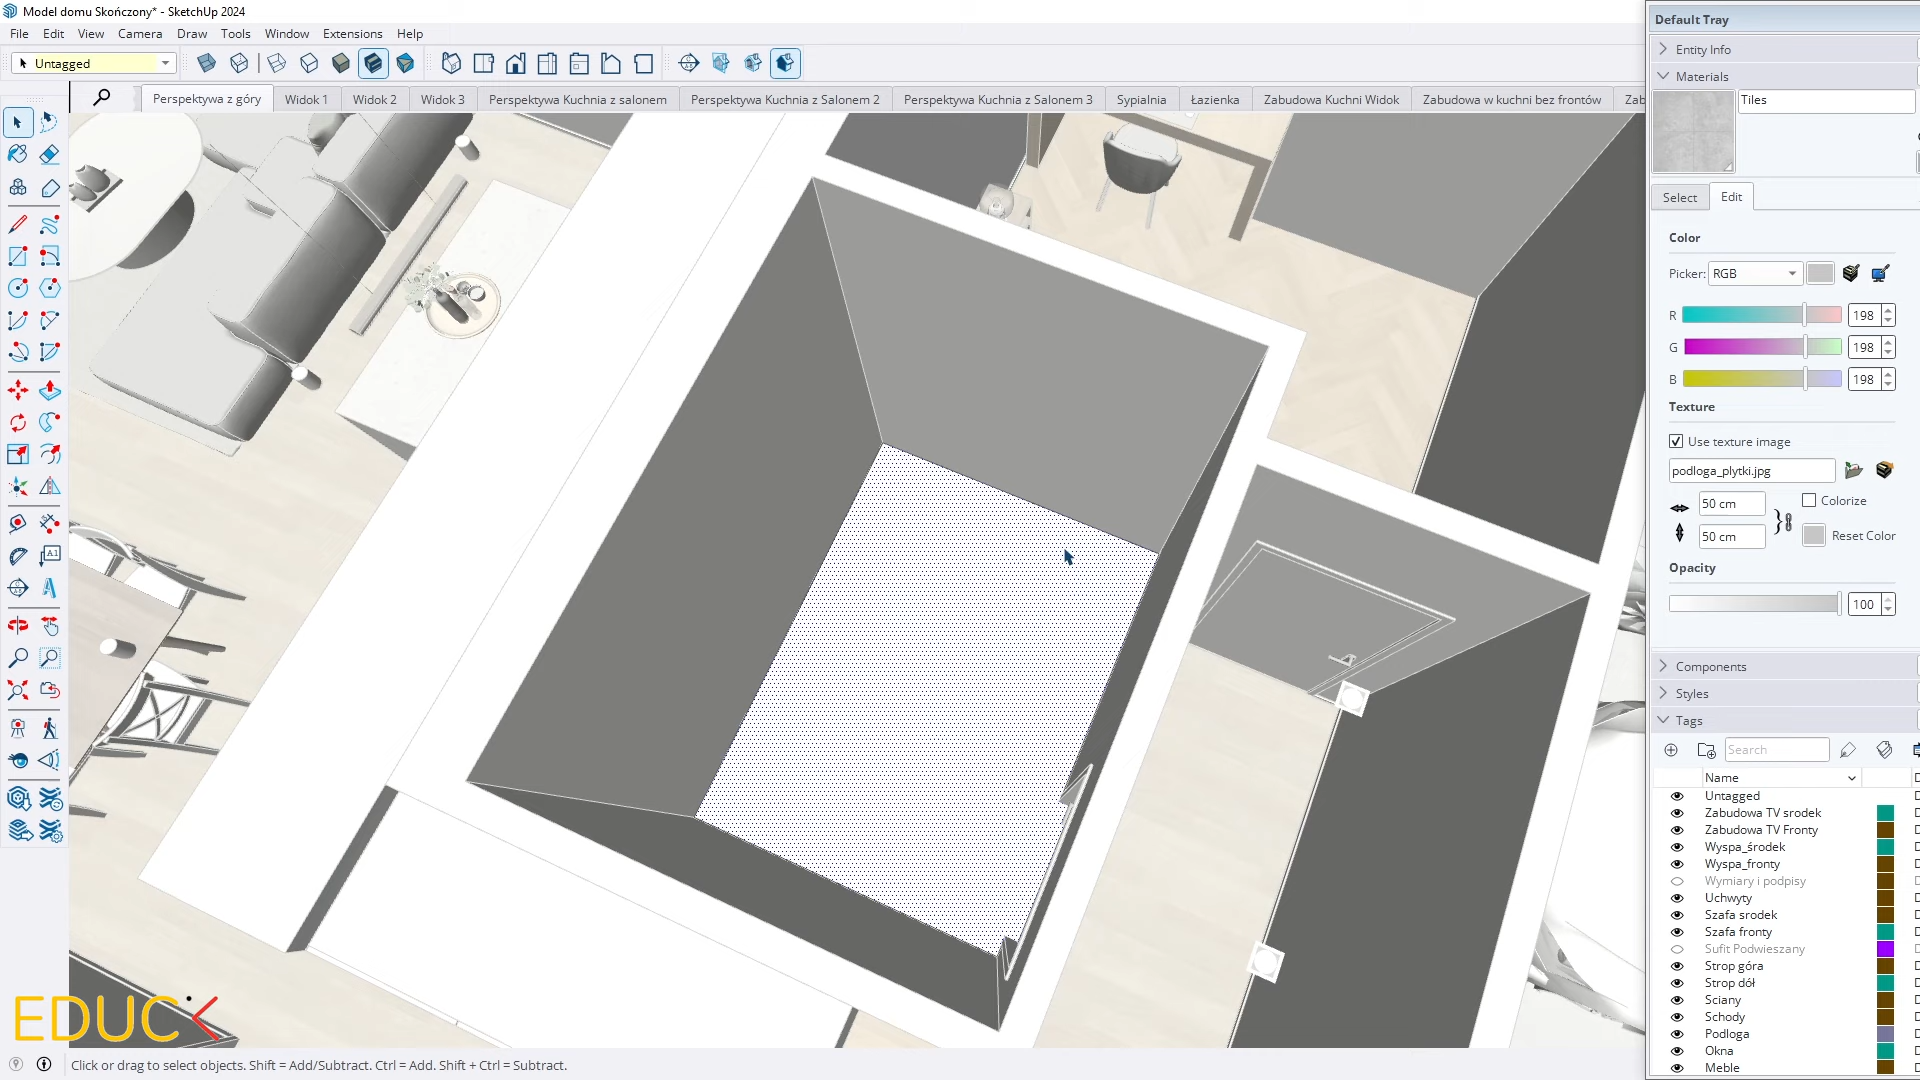 Model domu Skończony* - SketchUp 2024
File Edit View Camera Draw Tools Window Extensions Help
Untagged
Perspektywa z góry Widok 1 Widok 2 Widok 3 Perspektywa Kuchnia z salonem Perspektywa Kuchnia z Salonem 2 Perspektywa Kuchnia z Salonem 3 Sypialnia Łazienka Zabudowa Kuchni Widok Zabudowa w kuchni bez frontów Zab
Default Tray
Entity Info
Materials
Tiles
Select Edit
Color
Picker: RGB
R 198
G 198
B 198
Texture
Use texture image
podloga_plytki.jpg
50 cm Colorize
50 cm Reset Color
Opacity
100
Components
Styles
Tags
Search
Name
Untagged
Zabudowa TV srodek
Zabudowa TV Fronty
Wyspa_środek
Wyspa_fronty
Wymiary i podpisy
Uchwyty
Szafa srodek
Szafa fronty
Sufit Podwieszany
Strop góra
Strop dół
Sciany
Schody
Podloga
Okna
Meble
EDUC
Click or drag to select objects. Shift = Add/Subtract. Ctrl = Add. Shift + Ctrl = Subtract.